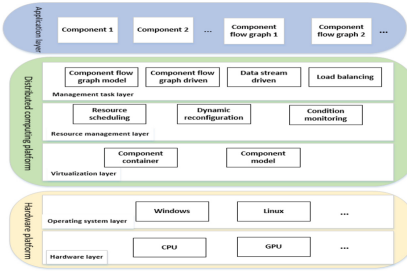 Application layer
Component 1
Component 2
...
Component
flow graph 1
Component
flow graph 2
...
Distributed computing platform
Component flow
graph model
Component flow
graph driven
Data stream
driven
Load balancing
Management task layer
Resource
scheduling
Dynamic
reconfiguration
Condition
monitoring
Resource management layer
Component
container
Component
model
Virtualization layer
Hardware platform
Windows
Linux
...
Operating system layer
CPU
GPU
...
Hardware layer